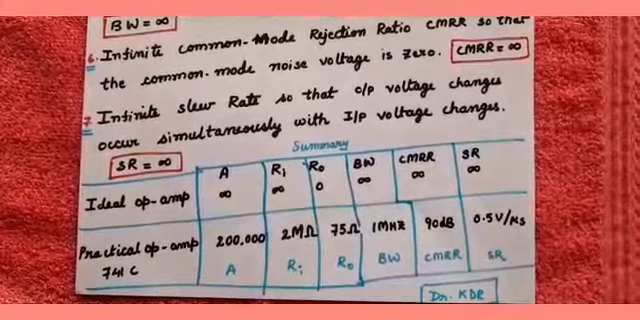 BW = ∞
6. Infinite common-Mode Rejection Ratio CMRR so that
the common-mode noise voltage is zero. CMRR = ∞
7. Infinite slew Rate so that o/p voltage changes
occur simultaneously with I/p voltage changes.
SR = ∞
Summary
A Ri Ro BW CMRR SR
Ideal op-amp ∞ ∞ 0 ∞ ∞ ∞
Practical op-amp 200.000 2MΩ 75Ω 1MHz 90dB 0.5V/μs
741C A Ri Ro BW CMRR SR
Dr. KDR